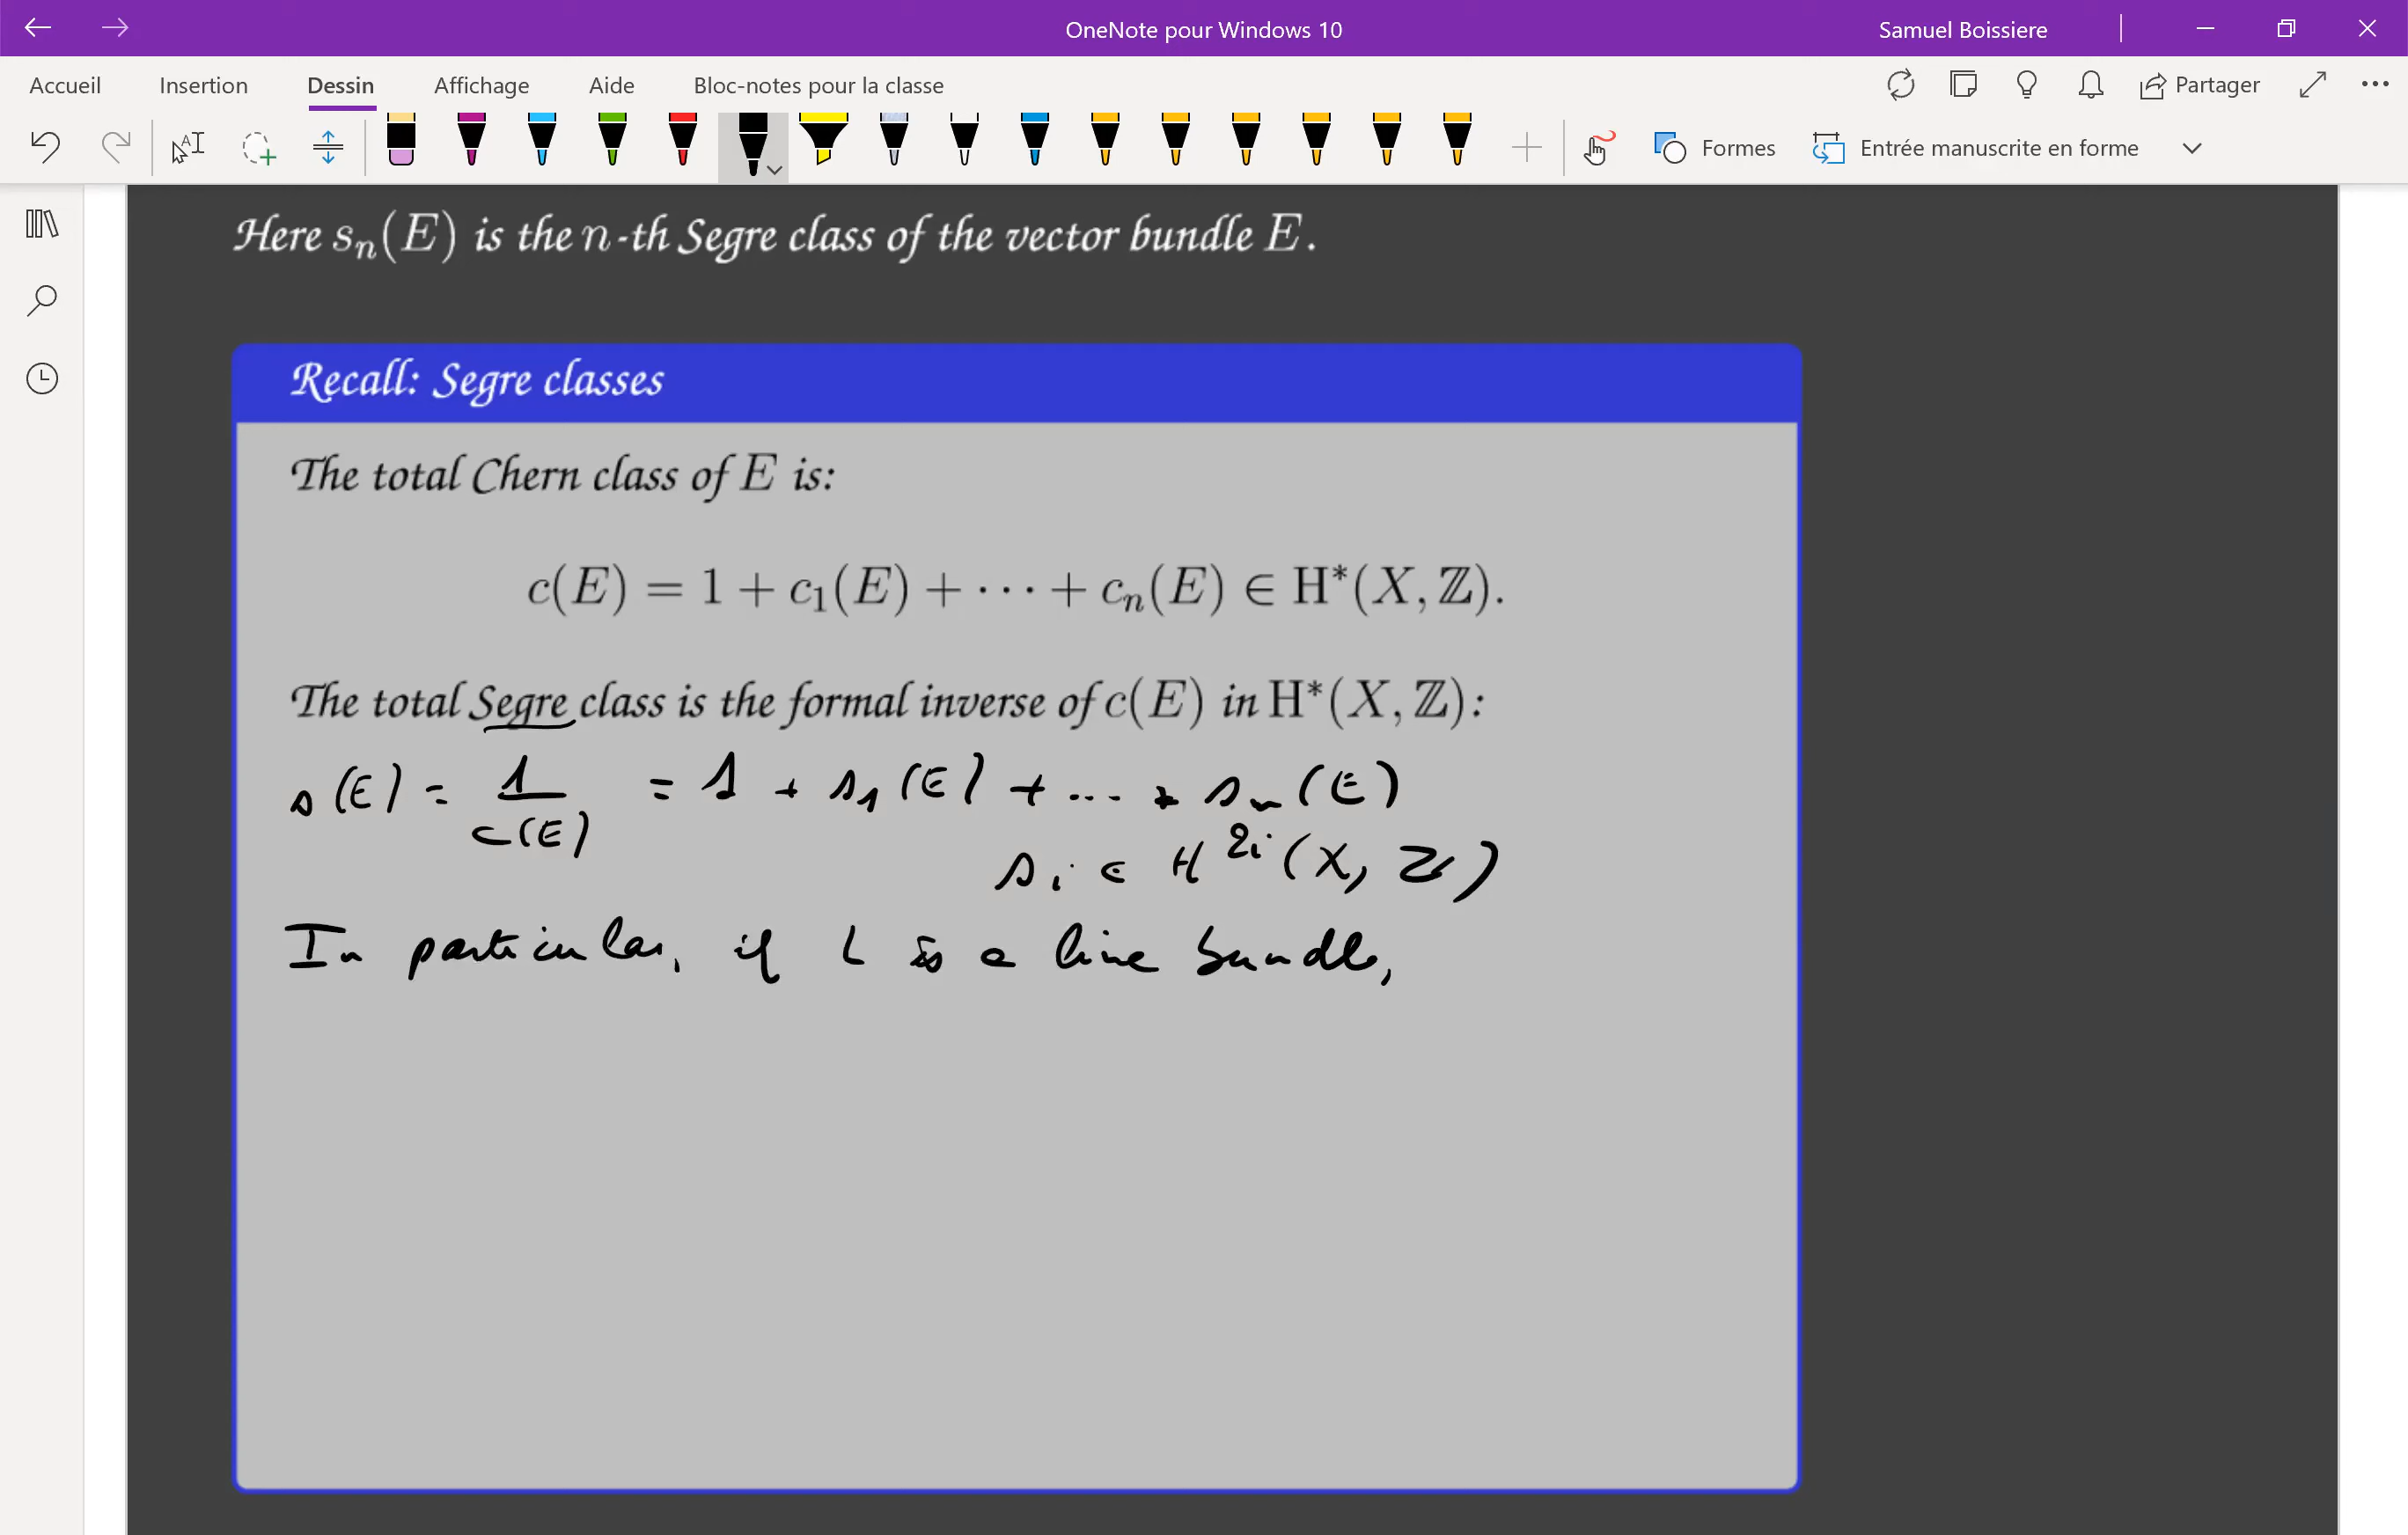 OneNote pour Windows 10
Samuel Boissiere
Accueil Insertion Dessin Affichage Aide Bloc-notes pour la classe Partager
Formes Entrée manuscrite en forme
Here sₙ(E) is the n-th Segre class of the vector bundle E.
Recall: Segre classes
The total Chern class of E is:
c(E) = 1 + c₁(E) + ··· + cₙ(E) ∈ H*(X, ℤ).
The total Segre class is the formal inverse of c(E) in H*(X, ℤ):
s(E) = 1/c(E) = 1 + s₁(E) + ... + sₙ(E)
sᵢ ∈ H²ⁱ(X, ℤ)
In particular, if L is a line bundle,